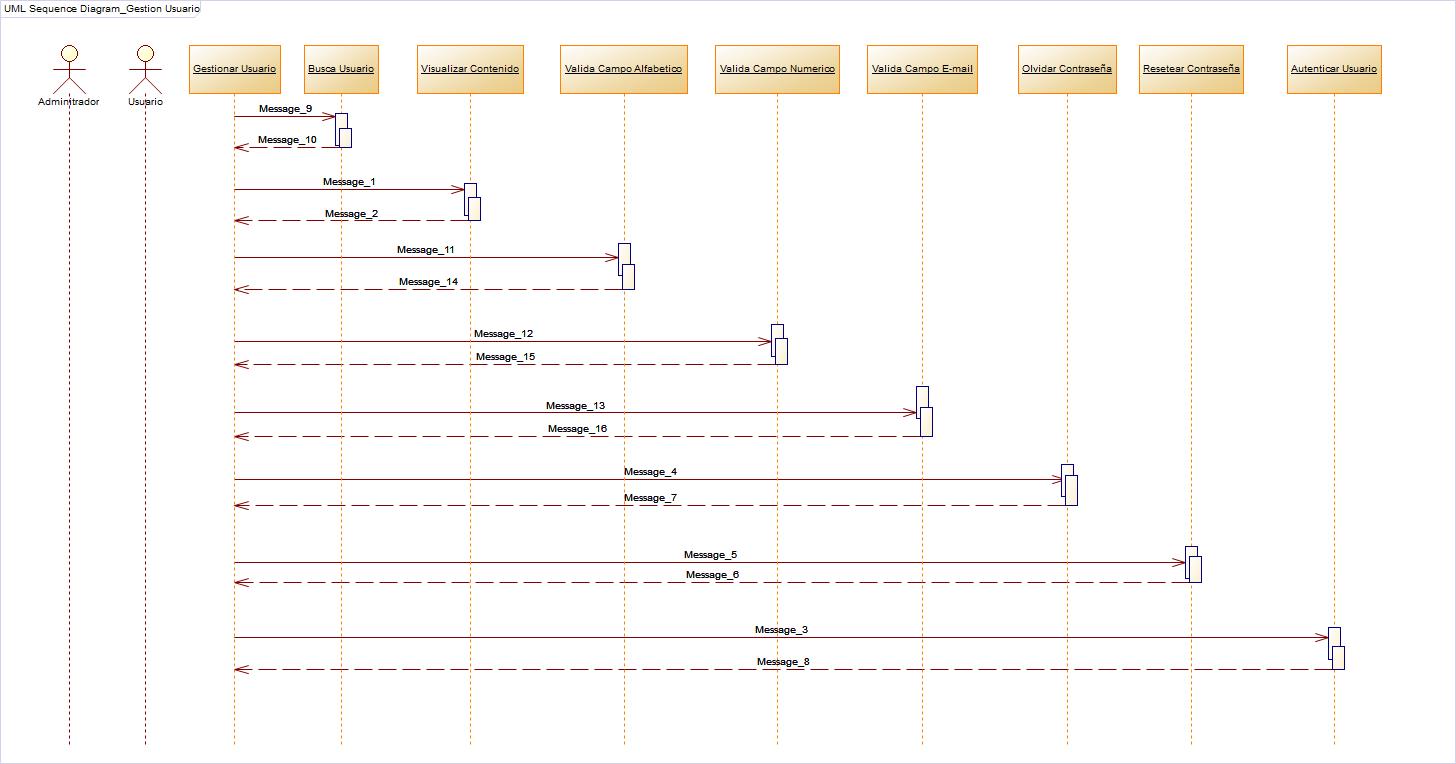 UML Sequence Diagram_Gestion Usuario
Gestionar Usuario
Busca Usuario
Visualizar Contenido
Valida Campo Alfabetico
Valida Campo Numerico
Valida Campo E-mail
Olvidar Contraseña
Resetear Contraseña
Autenticar Usuario
Adminitrador
Usuario
Message_9
Message_10
Message_1
Message_2
Message_11
Message_14
Message_12
Message_15
Message_13
Message_16
Message_4
Message_7
Message_5
Message_6
Message_3
Message_8